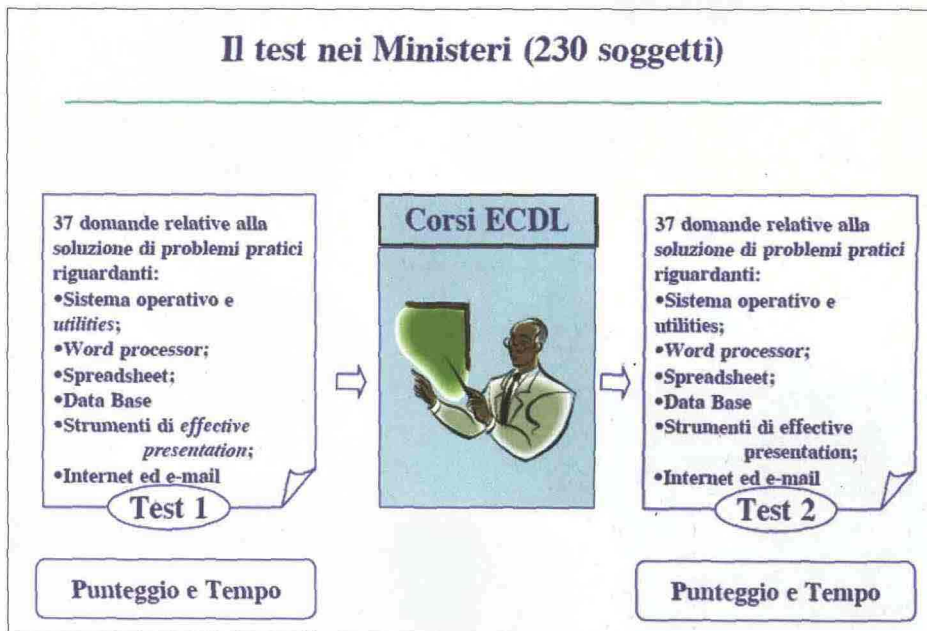 Il test nei Ministeri (230 soggetti)
37 domande relative alla
soluzione di problemi pratici
riguardanti:
•Sistema operativo e
utilities;
•Word processor;
•Spreadsheet;
•Data Base
•Strumenti di effective
presentation;
•Internet ed e-mail
Test 1
Punteggio e Tempo
Corsi ECDL
37 domande relative alla
soluzione di problemi pratici
riguardanti:
•Sistema operativo e
utilities;
•Word processor;
•Spreadsheet;
•Data Base
•Strumenti di effective
presentation;
•Internet ed e-mail
Test 2
Punteggio e Tempo